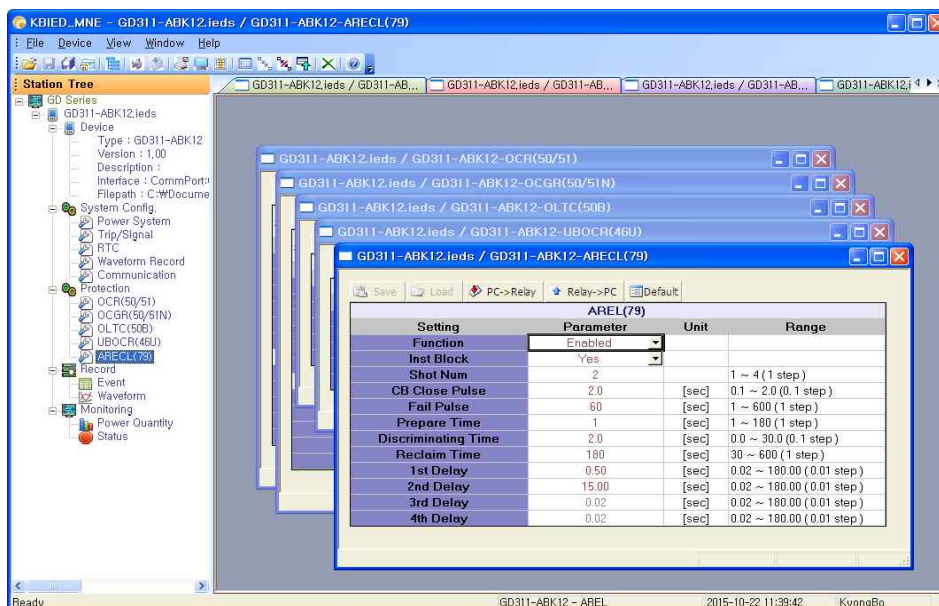 KBIED_MNE - GD311-ABK12.ieds / GD311-ABK12-ARECL(79)
File Device View Window Help
Station Tree
GD311-ABK12.ieds / GD311-AB... GD311-ABK12.ieds / GD311-AB... GD311-ABK12.ieds / GD311-AB... GD311-ABK12.i
GD Series
GD311-ABK12.ieds
Device
Type : GD311-ABK12
Version : 1.00
Description :
Interface : CommPort:
Filepath : C:₩Docume
System Config.
Power System
Trip/Signal
RTC
Waveform Record
Communication
Protection
OCR(50/51)
OCGR(50/51N)
OLTC(50B)
UBOCR(46U)
ARECL(79)
Record
Event
Waveform
Monitoring
Power Quantity
Status
GD311-ABK12.ieds / GD311-ABK12-OCR(50/51)
GD311-ABK12.ieds / GD311-ABK12-OCGR(50/51N)
GD311-ABK12.ieds / GD311-ABK12-OLTC(50B)
GD311-ABK12.ieds / GD311-ABK12-UBOCR(46U)
GD311-ABK12.ieds / GD311-ABK12-ARECL(79)
Save Load PC->Relay Relay->PC Default
AREL(79)
Setting Parameter Unit Range
Function Enabled
Inst Block Yes
Shot Num 2 1 ~ 4 ( 1 step )
CB Close Pulse 2.0 [sec] 0.1 ~ 2.0 ( 0.1 step )
Fail Pulse 60 [sec] 1 ~ 600 ( 1 step )
Prepare Time 1 [sec] 1 ~ 180 ( 1 step )
Discriminating Time 2.0 [sec] 0.0 ~ 30.0 ( 0.1 step )
Reclaim Time 180 [sec] 30 ~ 600 ( 1 step )
1st Delay 0.50 [sec] 0.02 ~ 180.00 ( 0.01 step )
2nd Delay 15.00 [sec] 0.02 ~ 180.00 ( 0.01 step )
3rd Delay 0.02 [sec] 0.02 ~ 180.00 ( 0.01 step )
4th Delay 0.02 [sec] 0.02 ~ 180.00 ( 0.01 step )
Ready GD311-ABK12 - AREL 2015-10-22 11:39:42 KyongBo